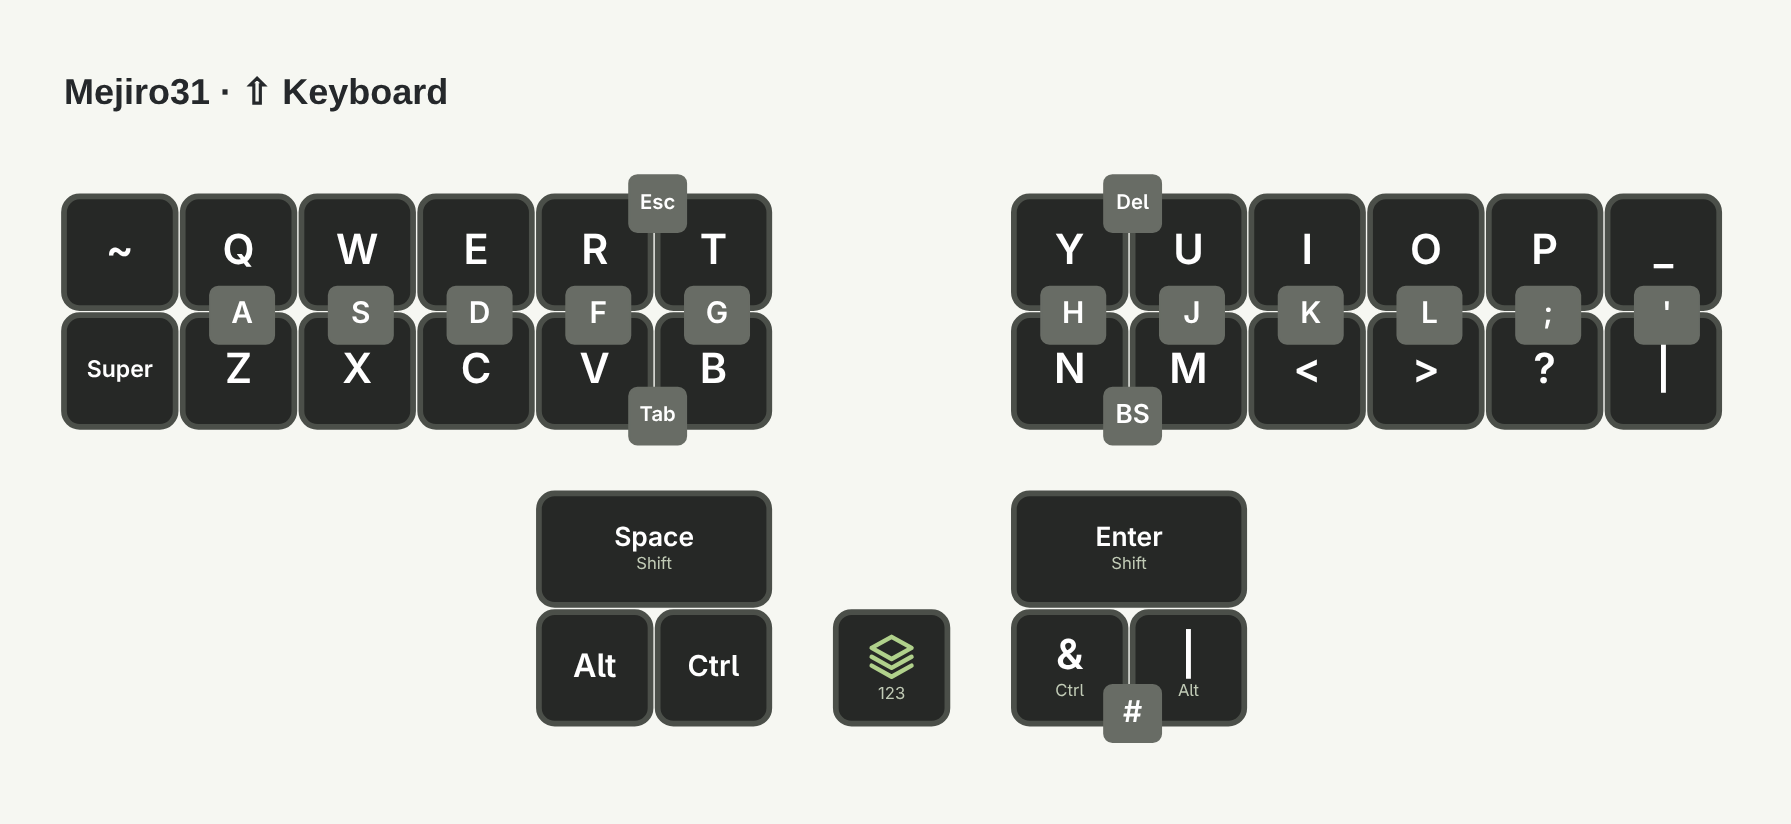 Mejiro31 · ⇧ Keyboard
Esc Del
~ Q W E R T Y U I O P _
A S D F G H J K L ; '
Super Z X C V B N M < > ? |
Tab BS
Space Enter
Shift Shift
Alt Ctrl & |
123 Ctrl Alt
#